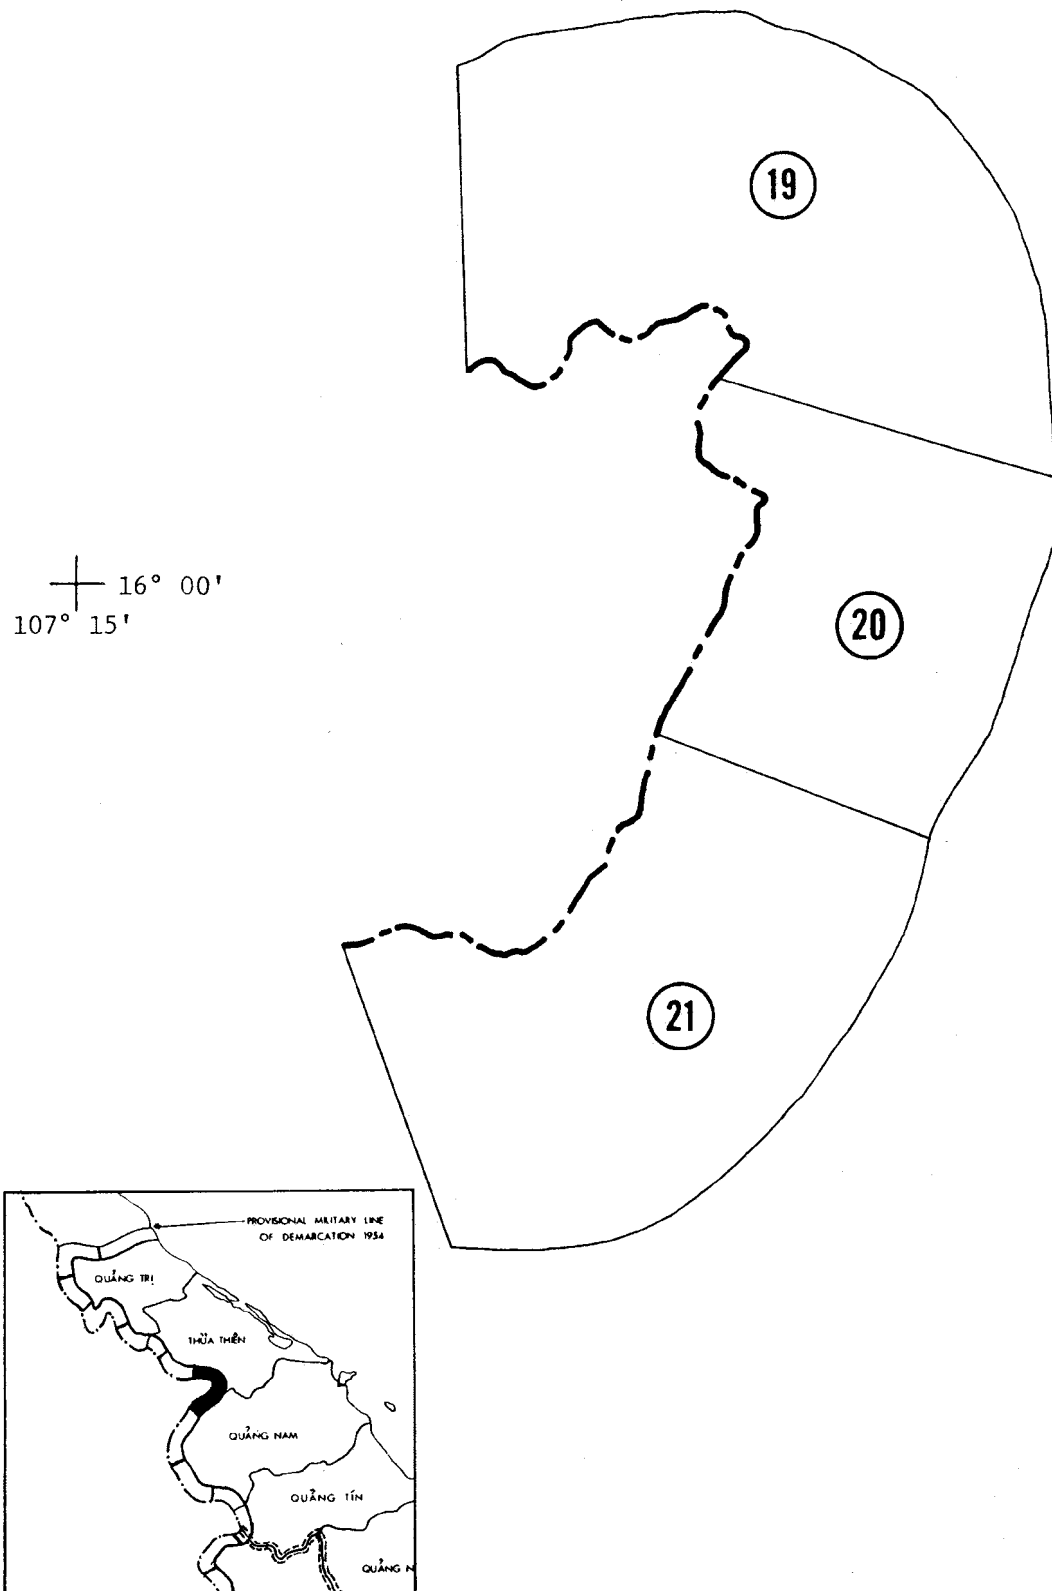 19
16° 00'
107° 15'
20
21
PROVISIONAL MILITARY LINE
OF DEMARCATION 1954
QUẢNG TRỊ
THỪA THIÊN
QUẢNG NAM
QUẢNG TÍN
QUẢNG N